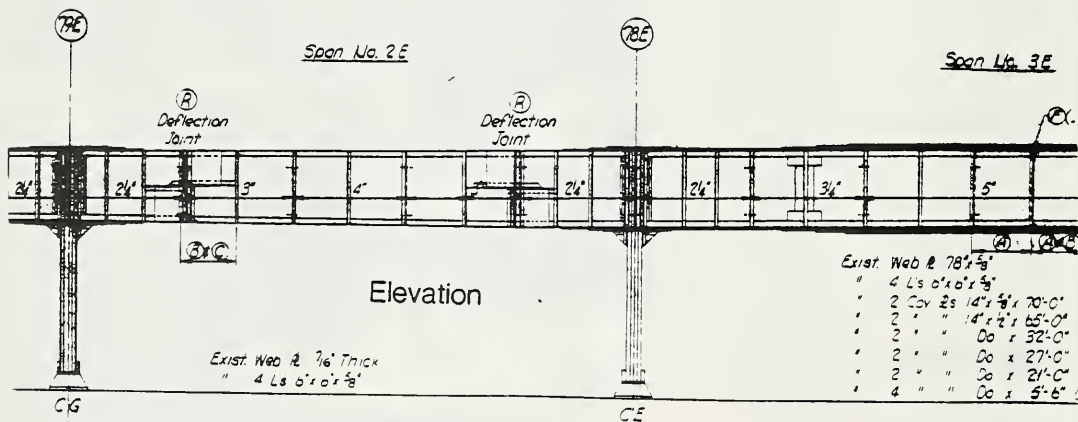 79E
78E
Span No. 2E
Span No. 3E
R
Deflection
Joint
R
Deflection
Joint
2¼"
2¼"
3"
4"
2¼"
2¼"
3¼"
5"
B & C
A
Elevation
Exist. Web ℄ 7/16" Thick
" 4 Ls 6"x6"x5/8"
Exist. Web ℄ 78"x5/8"
" 4 L's 6"x6"x5/8"
" 2 Cov ℄s 14"x5/8"x70'-0"
" 2 " " 14"x½"x65'-0"
" 2 " " Do x 32'-0"
" 2 " " Do x 27'-0"
" 2 " " Do x 21'-0"
" 4 " " Do x 5'-6"
CG
CE